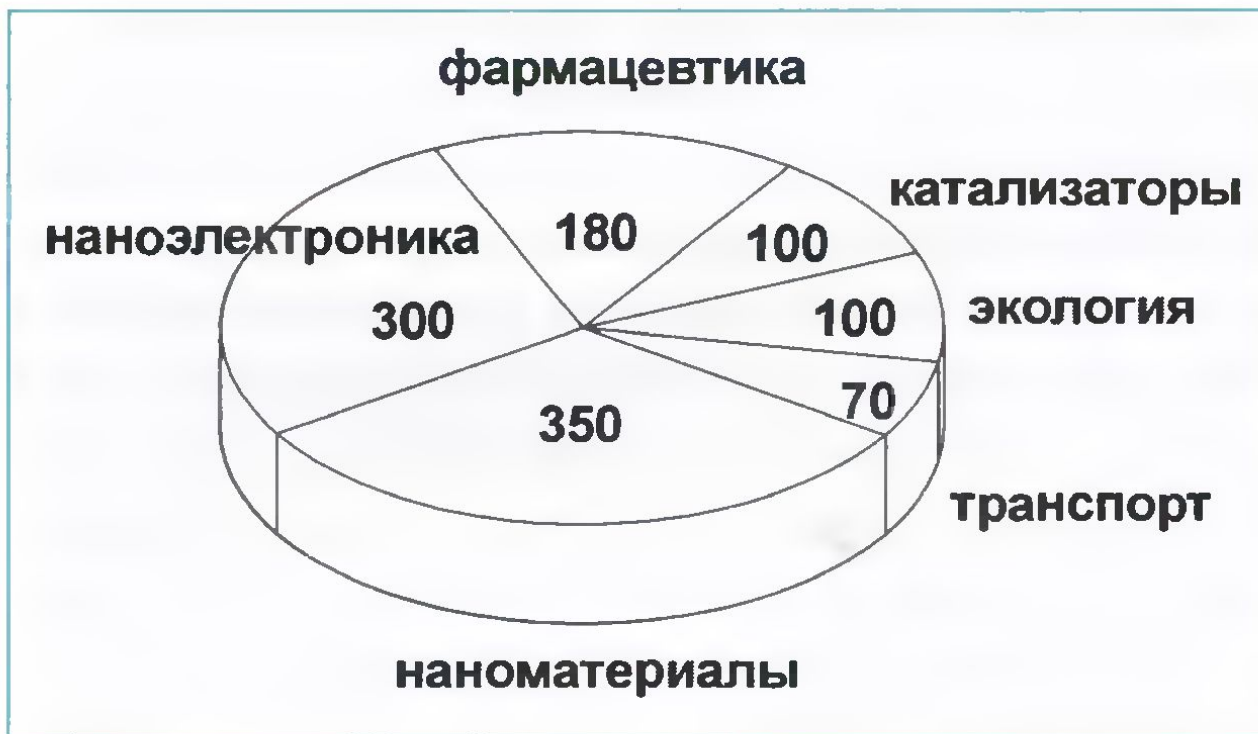 фармацевтика
катализаторы
наноэлектроника
180
100
300
100
экология
350
70
транспорт
наноматериалы